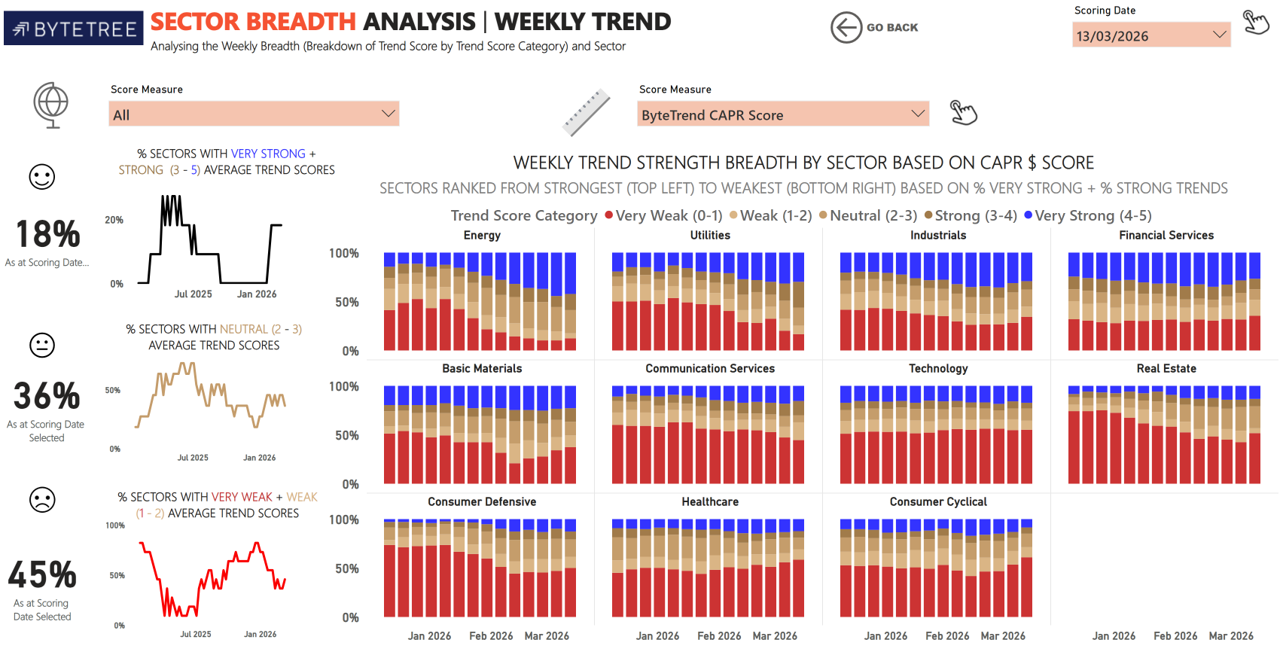 BYTETREE
SECTOR BREADTH ANALYSIS | WEEKLY TREND
Analysing the Weekly Breadth (Breakdown of Trend Score by Trend Score Category) and Sector
GO BACK
Scoring Date
13/03/2026
Score Measure
All
Score Measure
ByteTrend CAPR Score
% SECTORS WITH VERY STRONG +
STRONG (3 - 5) AVERAGE TREND SCORES
18%
As at Scoring Date...
20%
0%
Jul 2025
Jan 2026
% SECTORS WITH NEUTRAL (2 - 3)
AVERAGE TREND SCORES
36%
As at Scoring Date
Selected
50%
0%
Jul 2025
Jan 2026
% SECTORS WITH VERY WEAK + WEAK
(1 - 2) AVERAGE TREND SCORES
45%
As at Scoring
Date Selected
100%
50%
0%
Jul 2025
Jan 2026
WEEKLY TREND STRENGTH BREADTH BY SECTOR BASED ON CAPR $ SCORE
SECTORS RANKED FROM STRONGEST (TOP LEFT) TO WEAKEST (BOTTOM RIGHT) BASED ON % VERY STRONG + % STRONG TRENDS
Trend Score Category Very Weak (0-1) Weak (1-2) Neutral (2-3) Strong (3-4) Very Strong (4-5)
Energy
Utilities
Industrials
Financial Services
100%
50%
0%
Basic Materials
Communication Services
Technology
Real Estate
100%
50%
0%
Consumer Defensive
Healthcare
Consumer Cyclical
100%
50%
0%
Jan 2026
Feb 2026
Mar 2026
Jan 2026
Feb 2026
Mar 2026
Jan 2026
Feb 2026
Mar 2026
Jan 2026
Feb 2026
Mar 2026